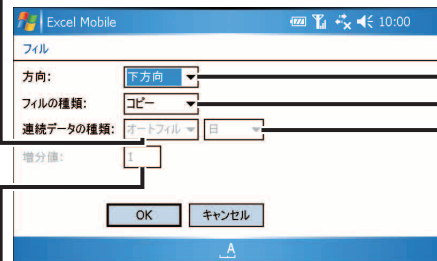 Excel Mobile 10:00
フィル
方向: 下方向
フィルの種類: コピー
連続データの種類: オートフィル 日
増分値: 1
OK キャンセル
A